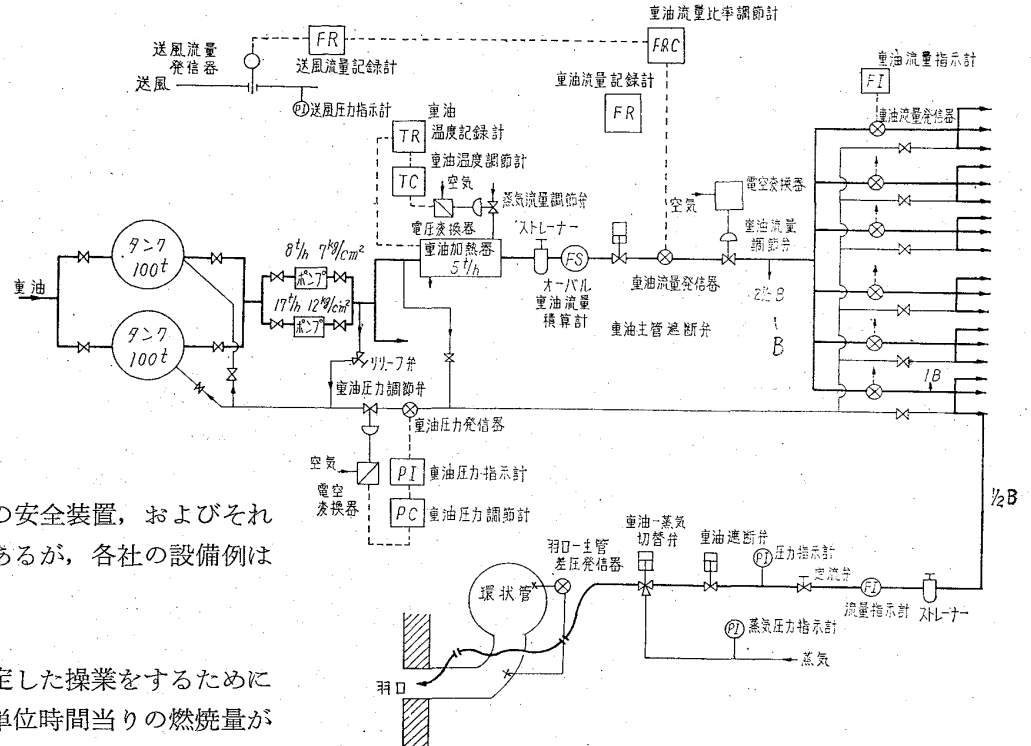 重油流量比率調節計
送風流量
発信器
FR
送風流量記録計
FRC
送風
PI
送風圧力指示計
重油流量記録計
FR
重油流量指示計
FI
重油流量発信器
重油
温度記録計
TR
重油温度調節計
TC
空気
蒸気流量調節弁
電圧変換器
重油加熱器
5t/h
ストレーナー
FS
オーバル
重油流量
積算計
重油流量発信器
空気
電空変換器
重油流量
調節弁
2½B
重油主管遮断弁
B
1B
タンク
100t
重油
タンク
100t
8t/h 7kg/cm²
ポンプ
17t/h 12kg/cm²
ポンプ
リリーフ弁
重油圧力調節弁
重油圧力発信器
空気
電空
変換器
PI
重油圧力指示計
PC
重油圧力調節計
½B
の安全装置，およびそれ
あるが，各社の設備例は
定した操業をするために
単位時間当りの燃焼量が
羽口-主管
差圧発信器
重油-蒸気
切替弁
重油遮断弁
PI
圧力指示計
定流弁
FI
流量指示計
ストレーナー
環状管
PI
蒸気圧力指示計
蒸気
羽口